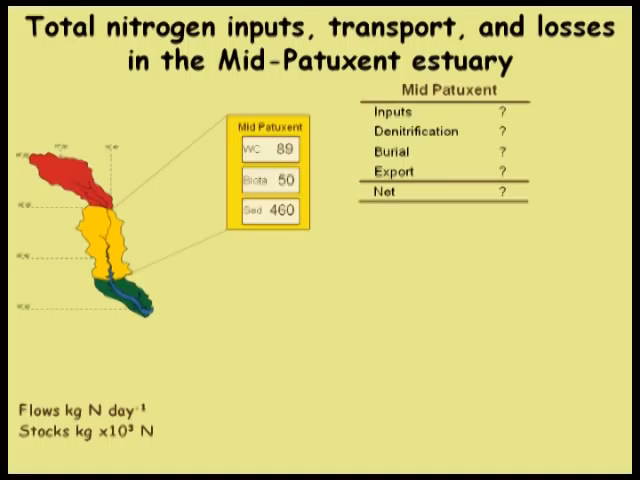 Total nitrogen inputs, transport, and losses
in the Mid-Patuxent estuary
Mid Patuxent
Inputs ?
Denitrification ?
Burial ?
Export ?
Net ?
Mid Patuxent
WC 89
Biota 50
Sed 460
Flows kg N day⁻¹
Stocks kg x10³ N